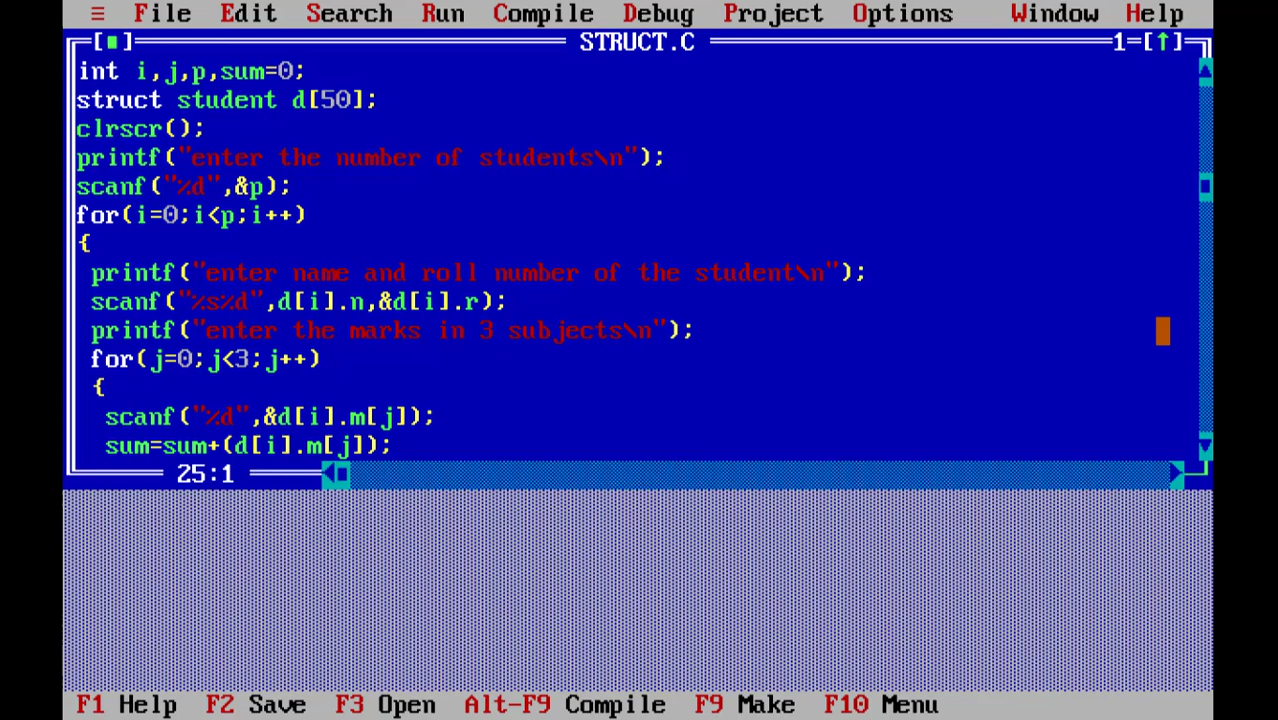 ≡ File Edit Search Run Compile Debug Project Options Window Help
[■] STRUCT.C 1=[↑]
int i,j,p,sum=0;
struct student d[50];
clrscr();
printf("enter the number of students\n");
scanf("%d",&p);
for(i=0;i<p;i++)
{
printf("enter name and roll number of the student\n");
scanf("%s%d",d[i].n,&d[i].r);
printf("enter the marks in 3 subjects\n");
for(j=0;j<3;j++)
{
scanf("%d",&d[i].m[j]);
sum=sum+(d[i].m[j]);
25:1
F1 Help F2 Save F3 Open Alt-F9 Compile F9 Make F10 Menu